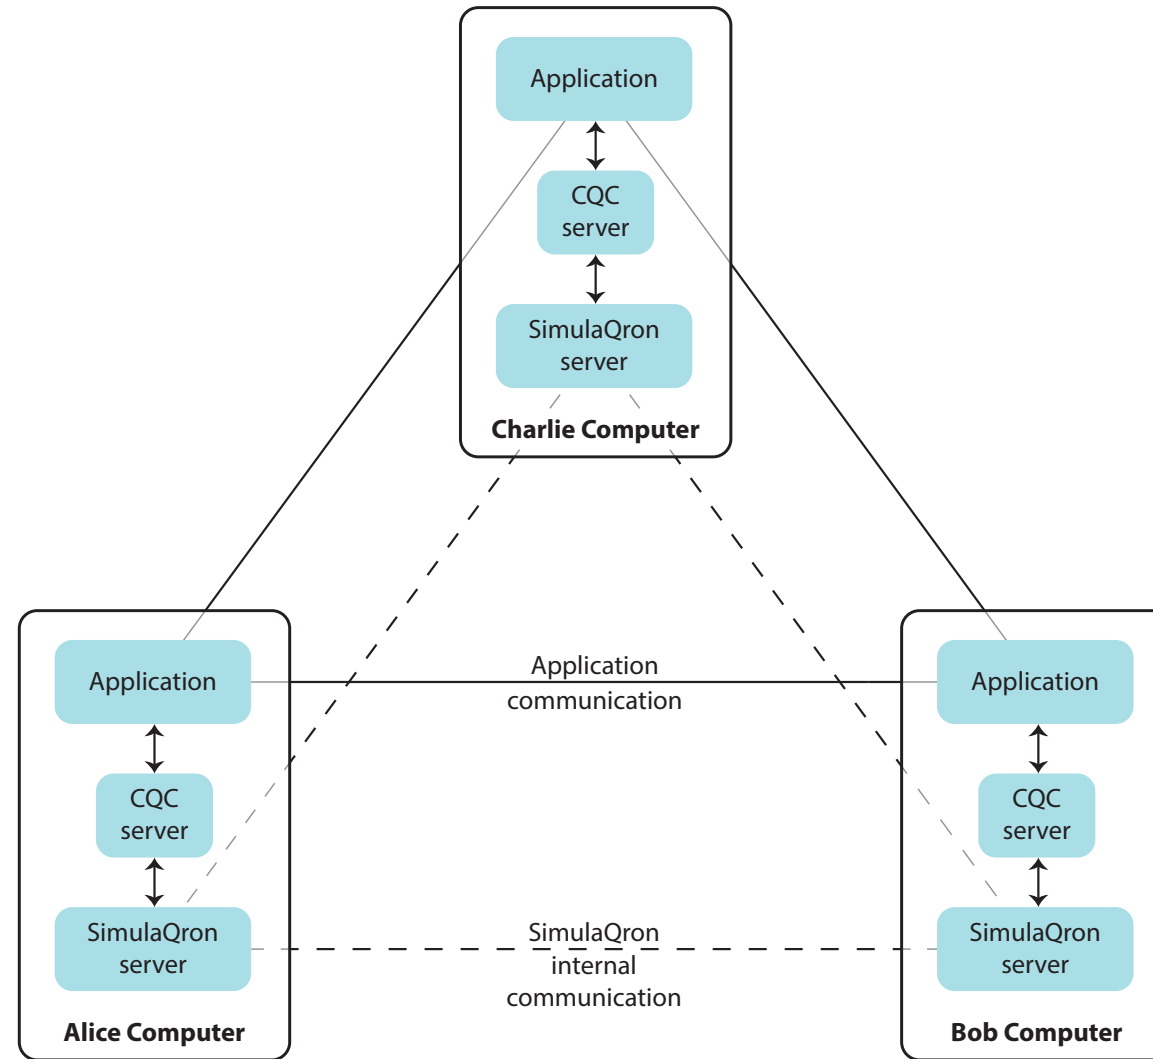 Application
CQC
server
SimulaQron
server
Charlie Computer
Application
CQC
server
SimulaQron
server
Alice Computer
Application
communication
SimulaQron
internal
communication
Application
CQC
server
SimulaQron
server
Bob Computer